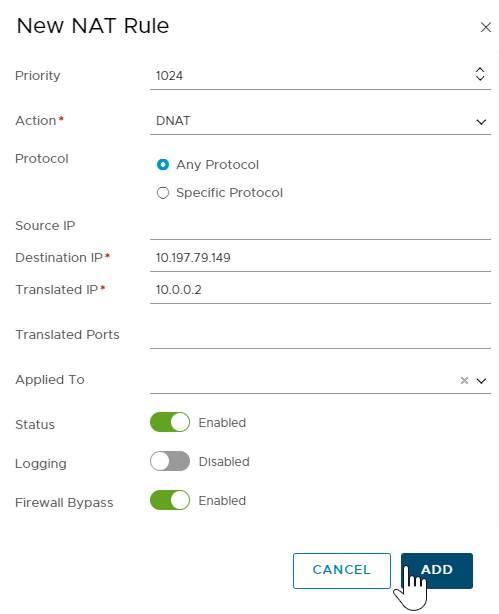 New NAT Rule
Priority 1024
Action* DNAT
Protocol Any Protocol
Specific Protocol
Source IP
Destination IP* 10.197.79.149
Translated IP* 10.0.0.2
Translated Ports
Applied To
Status Enabled
Logging Disabled
Firewall Bypass Enabled
CANCEL ADD